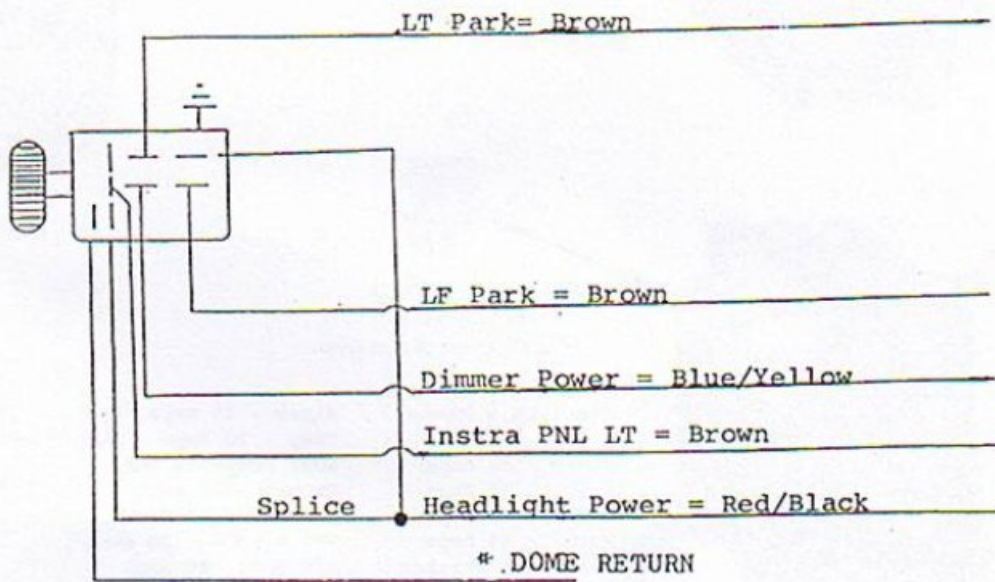 LT Park= Brown
LF Park = Brown
Dimmer Power = Blue/Yellow
Instra PNL LT = Brown
Splice
Headlight Power = Red/Black
*.DOME RETURN